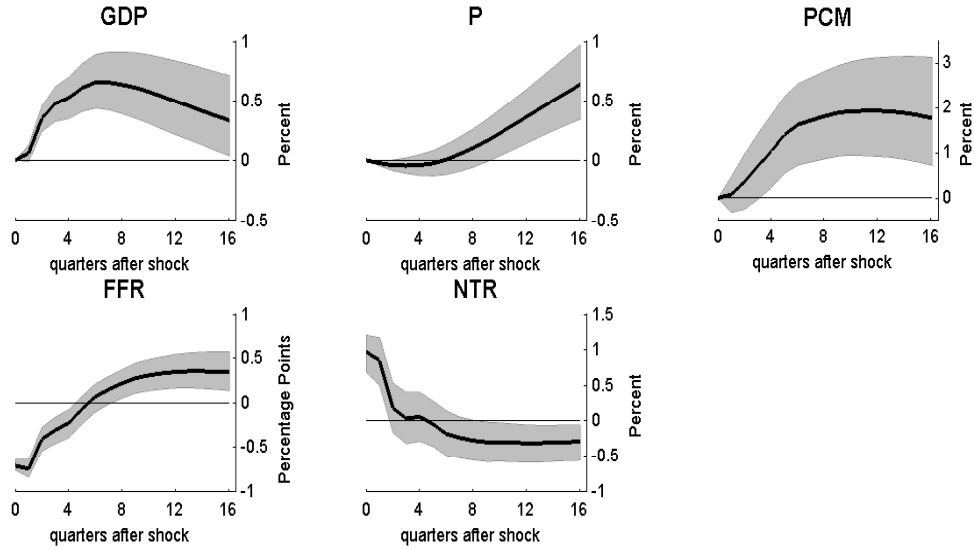 GDP
1
0.5
0
-0.5
Percent
0 4 8 12 16
quarters after shock
P
1
0.5
0
-0.5
Percent
0 4 8 12 16
quarters after shock
PCM
3
2
1
0
Percent
0 4 8 12 16
quarters after shock
FFR
1
0.5
0
-0.5
-1
Percentage Points
0 4 8 12 16
quarters after shock
NTR
1.5
1
0.5
0
-0.5
-1
Percent
0 4 8 12 16
quarters after shock